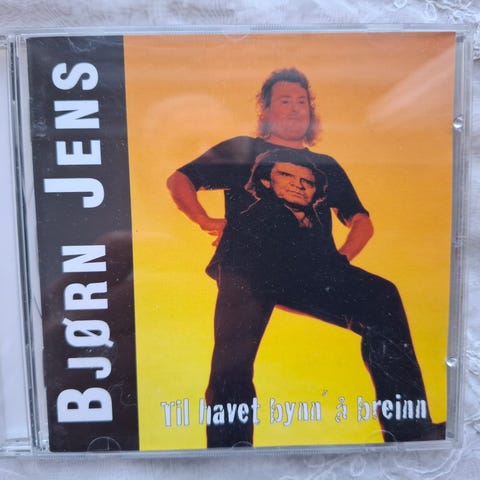 BJØRN JENS
Til havet bynn´ å breinn